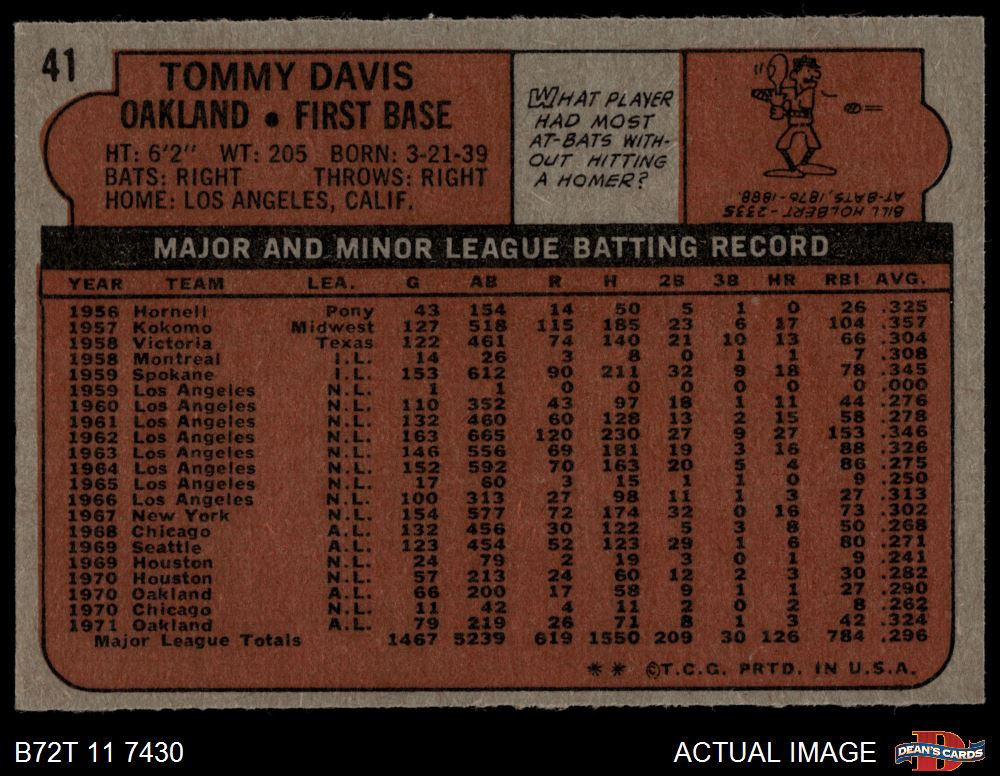 41
TOMMY DAVIS
OAKLAND • FIRST BASE
HT: 6'2" WT: 205 BORN: 3-21-39
BATS: RIGHT THROWS: RIGHT
HOME: LOS ANGELES, CALIF.
WHAT PLAYER
HAD MOST
AT-BATS WITH-
OUT HITTING
A HOMER?
BILL HOLBERT - 2335
AT-BATS, 1876-1888.
MAJOR AND MINOR LEAGUE BATTING RECORD
YEAR TEAM LEA. G AB R H 2B 3B HR RBI AVG.
1956 Hornell Pony 43 154 14 50 5 1 0 26 .325
1957 Kokomo Midwest 127 518 115 185 23 6 17 104 .357
1958 Victoria Texas 122 461 74 140 21 10 13 66 .304
1958 Montreal I.L. 14 26 3 8 0 1 1 7 .308
1959 Spokane I.L. 153 612 90 211 32 9 18 78 .345
1959 Los Angeles N.L. 1 1 0 0 0 0 0 0 .000
1960 Los Angeles N.L. 110 352 43 97 18 1 11 44 .276
1961 Los Angeles N.L. 132 460 60 128 13 2 15 58 .278
1962 Los Angeles N.L. 163 665 120 230 27 9 27 153 .346
1963 Los Angeles N.L. 146 556 69 181 19 3 16 88 .326
1964 Los Angeles N.L. 152 592 70 163 20 5 4 86 .275
1965 Los Angeles N.L. 17 60 3 15 1 1 0 9 .250
1966 Los Angeles N.L. 100 313 27 98 11 1 3 27 .313
1967 New York N.L. 154 577 72 174 32 0 16 73 .302
1968 Chicago A.L. 132 456 30 122 5 3 8 50 .268
1969 Seattle A.L. 123 454 52 123 29 1 6 80 .271
1969 Houston N.L. 24 79 2 19 3 0 1 9 .241
1970 Houston N.L. 57 213 24 60 12 2 3 30 .282
1970 Oakland A.L. 66 200 17 58 9 1 1 27 .290
1970 Chicago N.L. 11 42 4 11 2 0 2 8 .262
1971 Oakland A.L. 79 219 26 71 8 1 3 42 .324
Major League Totals 1467 5239 619 1550 209 30 126 784 .296
** ©T.C.G. PRTD. IN U.S.A.
B72T 11 7430
ACTUAL IMAGE
DEAN'S CARDS